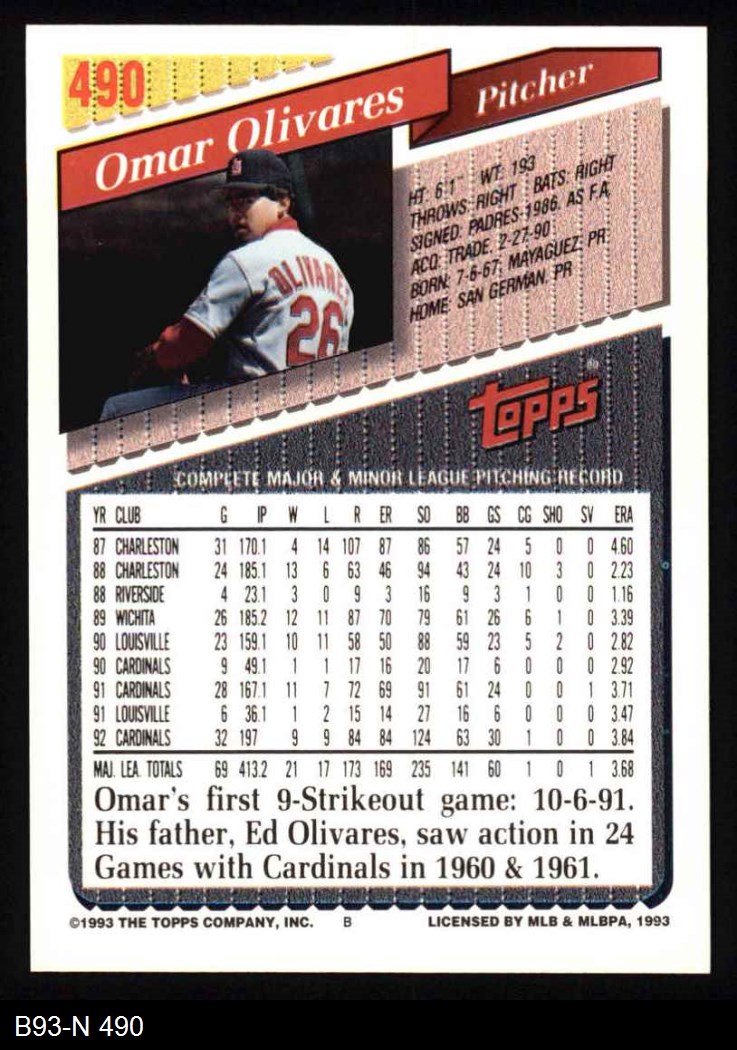 490
Omar Olivares
Pitcher
HT: 6'1" WT: 193
THROWS: RIGHT BATS: RIGHT
SIGNED: PADRES-1986, AS F.A.
ACQ: TRADE, 2-27-90
BORN: 7-6-67, MAYAGUEZ, PR
HOME: SAN GERMAN, PR
OLIVARES
26
Topps®
COMPLETE MAJOR & MINOR LEAGUE PITCHING RECORD
YR CLUB G IP W L R ER SO BB GS CG SHO SV ERA
87 CHARLESTON 31 170.1 4 14 107 87 86 57 24 5 0 0 4.60
88 CHARLESTON 24 185.1 13 6 63 46 94 43 24 10 3 0 2.23
88 RIVERSIDE 4 23.1 3 0 9 3 16 9 3 1 0 0 1.16
89 WICHITA 26 185.2 12 11 87 70 79 61 26 6 1 0 3.39
90 LOUISVILLE 23 159.1 10 11 58 50 88 59 23 5 2 0 2.82
90 CARDINALS 9 49.1 1 1 17 16 20 17 6 0 0 0 2.92
91 CARDINALS 28 167.1 11 7 72 69 91 61 24 0 0 1 3.71
91 LOUISVILLE 6 36.1 1 2 15 14 27 16 6 0 0 0 3.47
92 CARDINALS 32 197 9 9 84 84 124 63 30 1 0 0 3.84
MAJ. LEA. TOTALS 69 413.2 21 17 173 169 235 141 60 1 0 1 3.68
Omar's first 9-Strikeout game: 10-6-91.
His father, Ed Olivares, saw action in 24
Games with Cardinals in 1960 & 1961.
©1993 THE TOPPS COMPANY, INC. B LICENSED BY MLB & MLBPA, 1993
B93-N 490